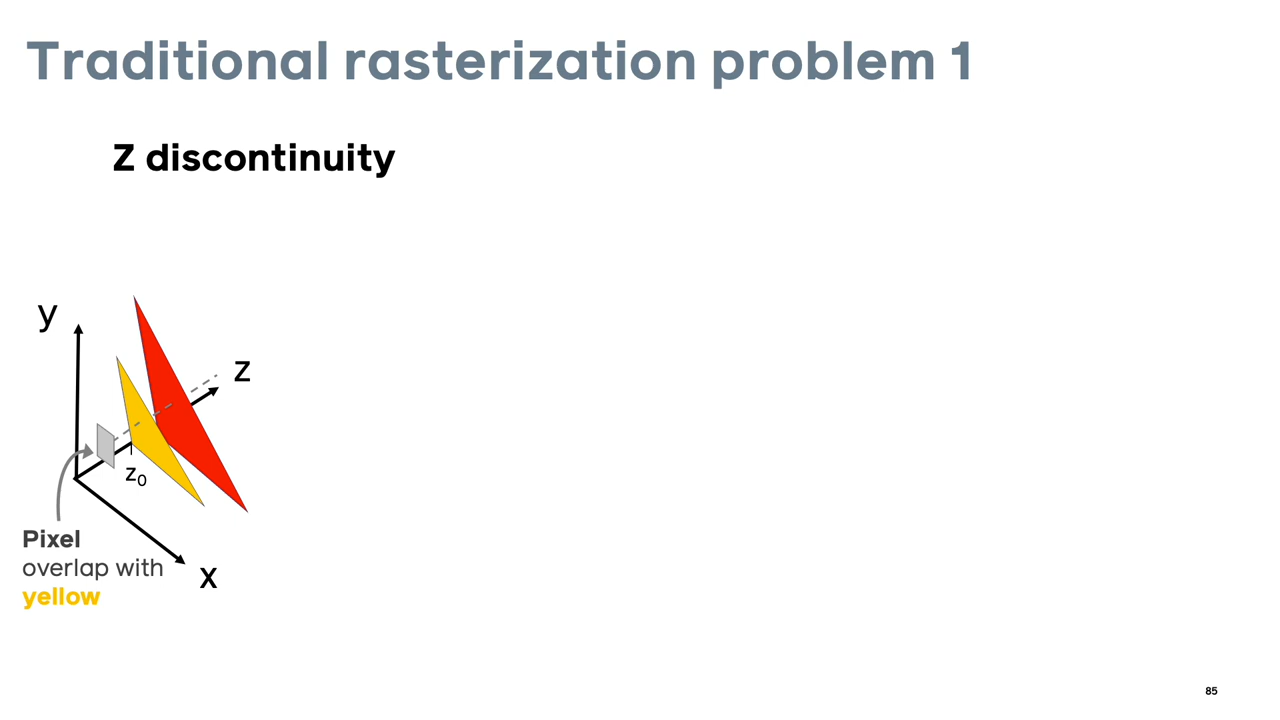 Traditional rasterization problem 1
Z discontinuity
y
z
z₀
Pixel
overlap with
yellow
x
85